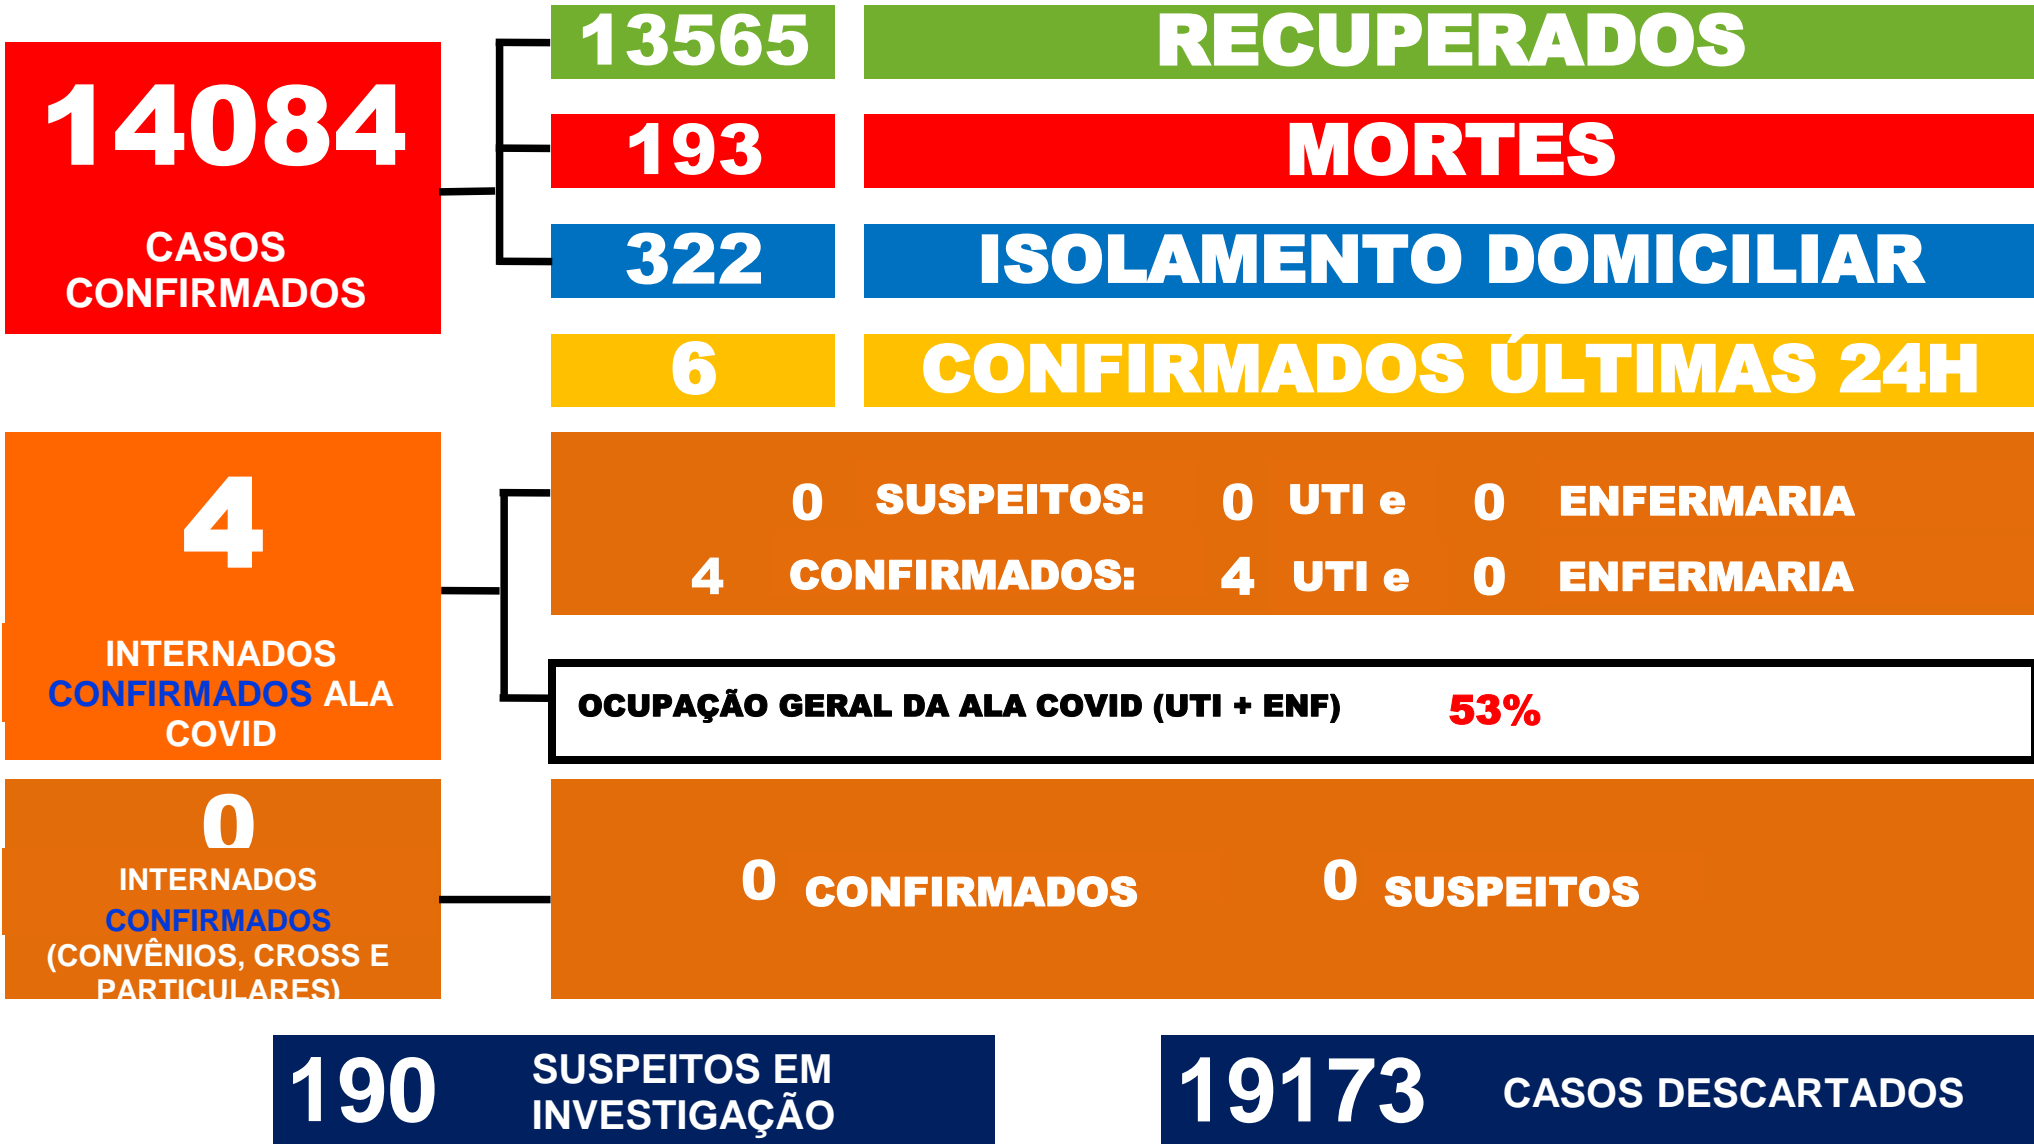 14084
CASOS
CONFIRMADOS
13565 RECUPERADOS
193 MORTES
322 ISOLAMENTO DOMICILIAR
6 CONFIRMADOS ÚLTIMAS 24H
4
INTERNADOS
CONFIRMADOS ALA
COVID
0 SUSPEITOS: 0 UTI e 0 ENFERMARIA
4 CONFIRMADOS: 4 UTI e 0 ENFERMARIA
OCUPAÇÃO GERAL DA ALA COVID (UTI + ENF) 53%
0
INTERNADOS
CONFIRMADOS
(CONVÊNIOS, CROSS E
PARTICULARES)
0 CONFIRMADOS 0 SUSPEITOS
190 SUSPEITOS EM
INVESTIGAÇÃO
19173 CASOS DESCARTADOS